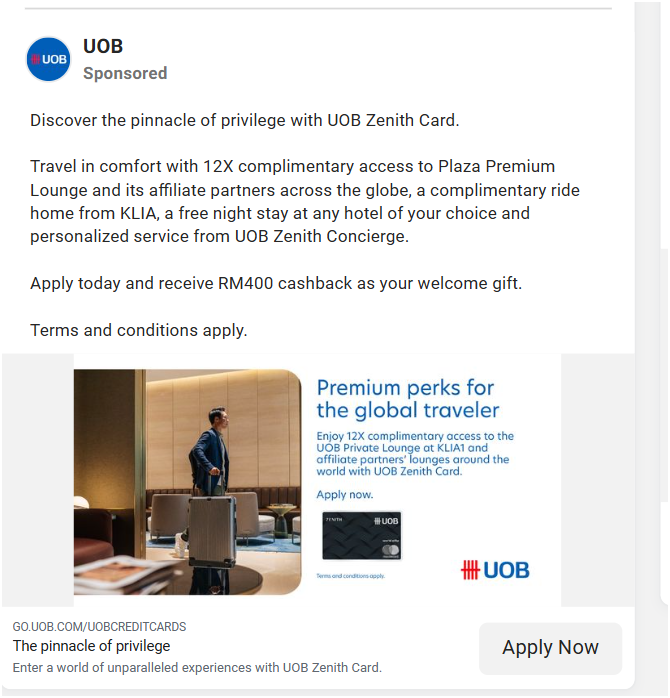 UOB
UOB
Sponsored
Discover the pinnacle of privilege with UOB Zenith Card.
Travel in comfort with 12X complimentary access to Plaza Premium
Lounge and its affiliate partners across the globe, a complimentary ride
home from KLIA, a free night stay at any hotel of your choice and
personalized service from UOB Zenith Concierge.
Apply today and receive RM400 cashback as your welcome gift.
Terms and conditions apply.
Premium perks for
the global traveler
Enjoy 12X complimentary access to the
UOB Private Lounge at KLIA1 and
affiliate partners' lounges around the
world with UOB Zenith Card.
Apply now.
ZENITH
UOB
Terms and conditions apply.
UOB
GO.UOB.COM/UOBCREDITCARDS
The pinnacle of privilege
Enter a world of unparalleled experiences with UOB Zenith Card.
Apply Now